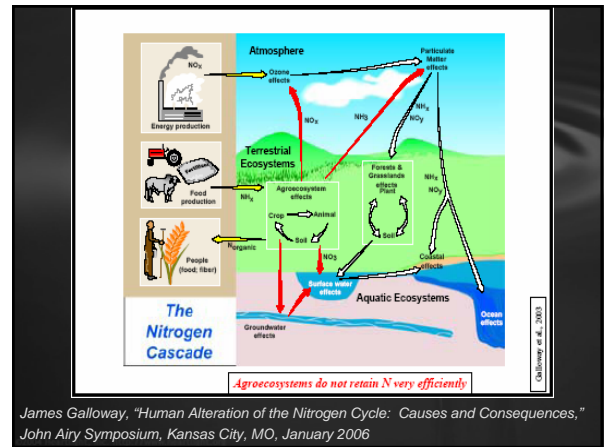 Atmosphere
NOx
Ozone
effects
Particulate
Matter
effects
Energy production
NOx
NH3
NHx
NOy
Terrestrial
Ecosystems
Fertilizer
Food
production
NHx
Agroecosystem
effects
Crop
Animal
Soil
Forests &
Grasslands
effects
Plant
Soil
NHx
NOy
Norganic
People
(food; fiber)
NO3
Surface water
effects
Coastal
effects
Ocean
effects
Aquatic Ecosystems
Groundwater
effects
The
Nitrogen
Cascade
Galloway et al., 2003
Agroecosystems do not retain N very efficiently
James Galloway, “Human Alteration of the Nitrogen Cycle: Causes and Consequences,”
John Airy Symposium, Kansas City, MO, January 2006